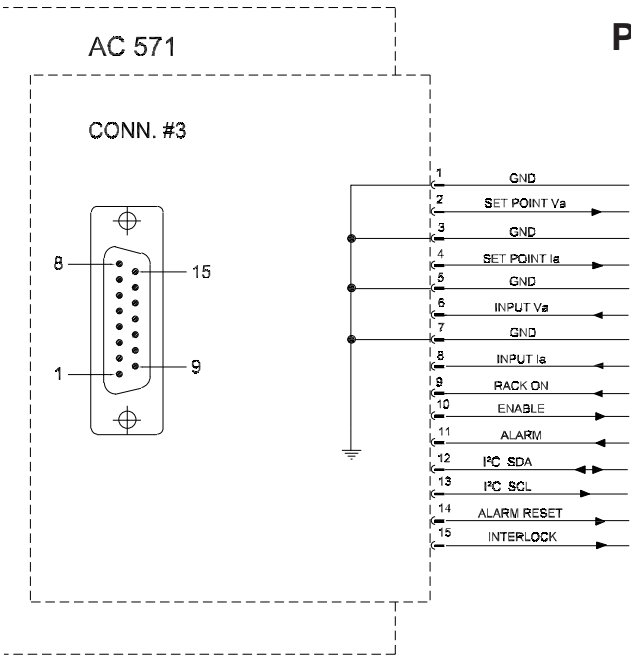 P
AC 571
CONN. #3
1 GND
2 SET POINT Va
3 GND
4 SET POINT Ia
5 GND
6 INPUT Va
7 GND
8 INPUT Ia
9 RACK ON
10 ENABLE
11 ALARM
12 I²C SDA
13 I²C SCL
14 ALARM RESET
15 INTERLOCK
8
15
1
9